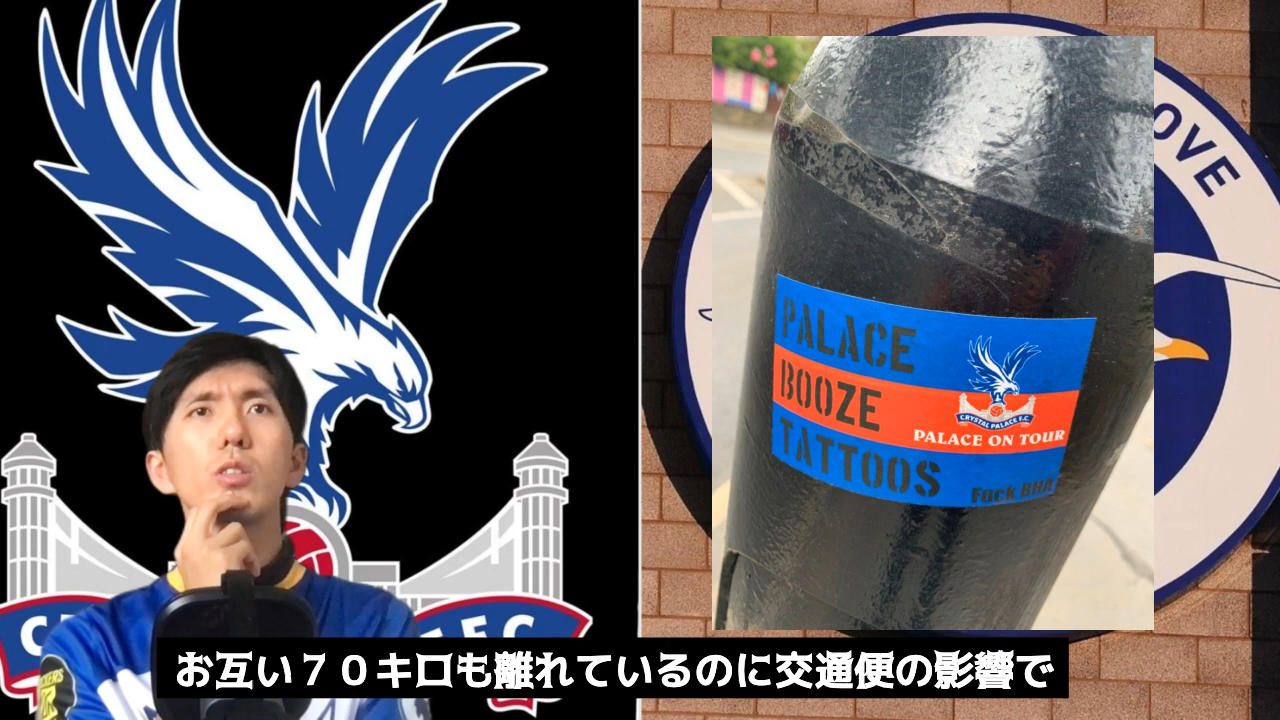 OVE
PALACE
BOOZE
TATTOOS
CRYSTAL PALACE F.C.
PALACE ON TOUR
Fuck BHA
お互い７０キロも離れているのに交通便の影響で